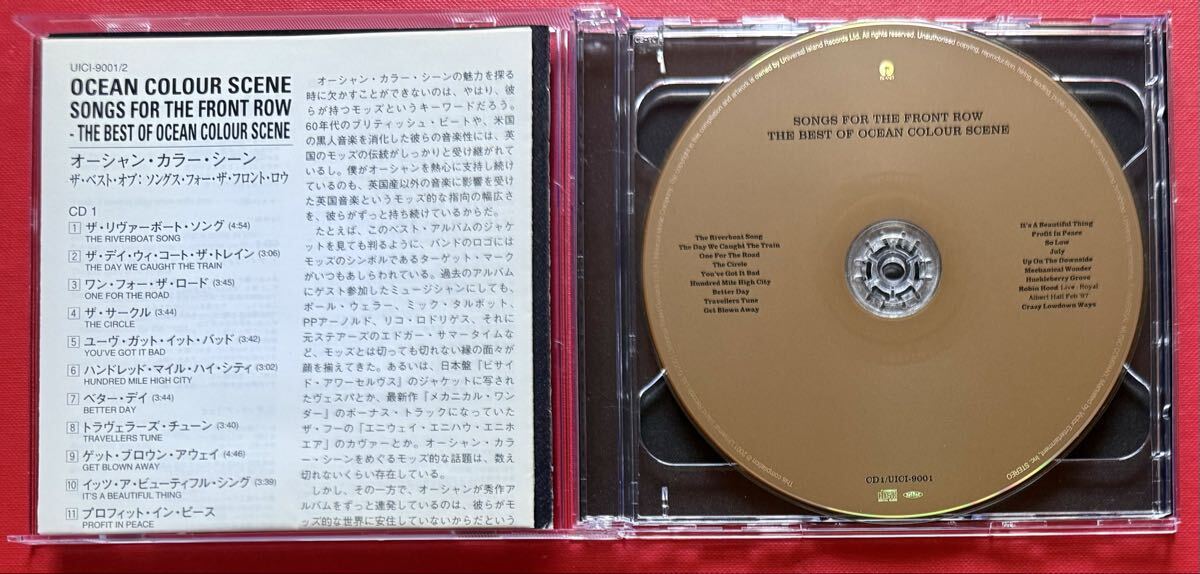 UICI-9001/2
OCEAN COLOUR SCENE
SONGS FOR THE FRONT ROW
- THE BEST OF OCEAN COLOUR SCENE
オーシャン・カラー・シーン
ザ・ベスト・オブ：ソングス・フォー・ザ・フロント・ロウ
CD 1
1 ザ・リヴァーボート・ソング (4:54)
THE RIVERBOAT SONG
2 ザ・デイ・ウィ・コート・ザ・トレイン (3:06)
THE DAY WE CAUGHT THE TRAIN
3 ワン・フォー・ザ・ロード (3:45)
ONE FOR THE ROAD
4 ザ・サークル (3:44)
THE CIRCLE
5 ユーヴ・ガット・イット・バッド (3:42)
YOU'VE GOT IT BAD
6 ハンドレッド・マイル・ハイ・シティ (3:02)
HUNDRED MILE HIGH CITY
7 ベター・デイ (3:44)
BETTER DAY
8 トラヴェラーズ・チューン (3:40)
TRAVELLERS TUNE
9 ゲット・ブロウン・アウェイ (4:46)
GET BLOWN AWAY
10 イッツ・ア・ビューティフル・シング (3:39)
IT'S A BEAUTIFUL THING
11 プロフィット・イン・ピース
PROFIT IN PEACE
オーシャン・カラー・シーンの魅力を探る
時に欠かすことができないのは、やはり、彼
らが持つモッズというキーワードだろう。
60年代のブリティッシュ・ビートや、米国
の黒人音楽を消化した彼らの音楽性には、英
国のモッズの伝統がしっかりと受け継がれて
いるし。僕がオーシャンを熱心に支持し続け
ているのも、英国産以外の音楽に影響を受け
た英国音楽というモッズ的な指向の幅広さ
を、彼らがずっと持ち続けているからだ。
たとえば、このベスト・アルバムのジャケ
ットを見ても判るように、バンドのロゴには
モッズのシンボルであるターゲット・マーク
がいつもあしらわれている。過去のアルバム
にゲスト参加したミュージシャンにしても、
ポール・ウェラー、ミック・タルボット、
PPアーノルド、リコ・ロドリゲス、それに
元ステアーズのエドガー・サマータイムな
ど、モッズとは切っても切れない縁の面々が
顔を揃えてきた。あるいは、日本盤『ビサイ
ド・アワーセルヴス』のジャケットに写され
たヴェスパとか、最新作『メカニカル・ワン
ダー』のボーナス・トラックになっていた
ザ・フーの「エニウェイ・エニハウ・エニホ
エア」のカヴァーとか。オーシャン・カラ
ー・シーンをめぐるモッズ的な話題は、数え
切れないくらい存在している。
しかし、その一方で、オーシャンが秀作ア
ルバムをずっと連発しているのは、彼らがモ
ッズ的な世界に安住していないからだという
SONGS FOR THE FRONT ROW
THE BEST OF OCEAN COLOUR SCENE
The Riverboat Song
The Day We Caught The Train
One For The Road
The Circle
You've Got It Bad
Hundred Mile High City
Better Day
Travellers Tune
Get Blown Away
It's A Beautiful Thing
Profit In Peace
So Low
July
Up On The Downside
Mechanical Wonder
Huckleberry Grove
Robin Hood Live : Royal
Albert Hall Feb '97
Crazy Lowdown Ways
CD1/UICI-9001